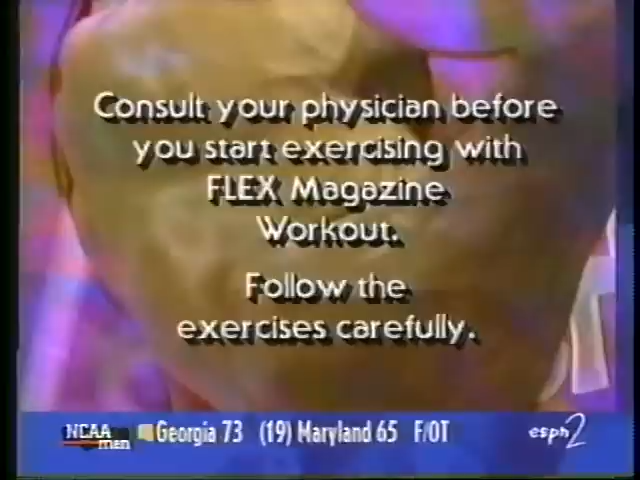 Consult your physician before
you start exercising with
FLEX Magazine
Workout.
Follow the
exercises carefully.
NCAA men Georgia 73 (19) Maryland 65 F/OT espn2